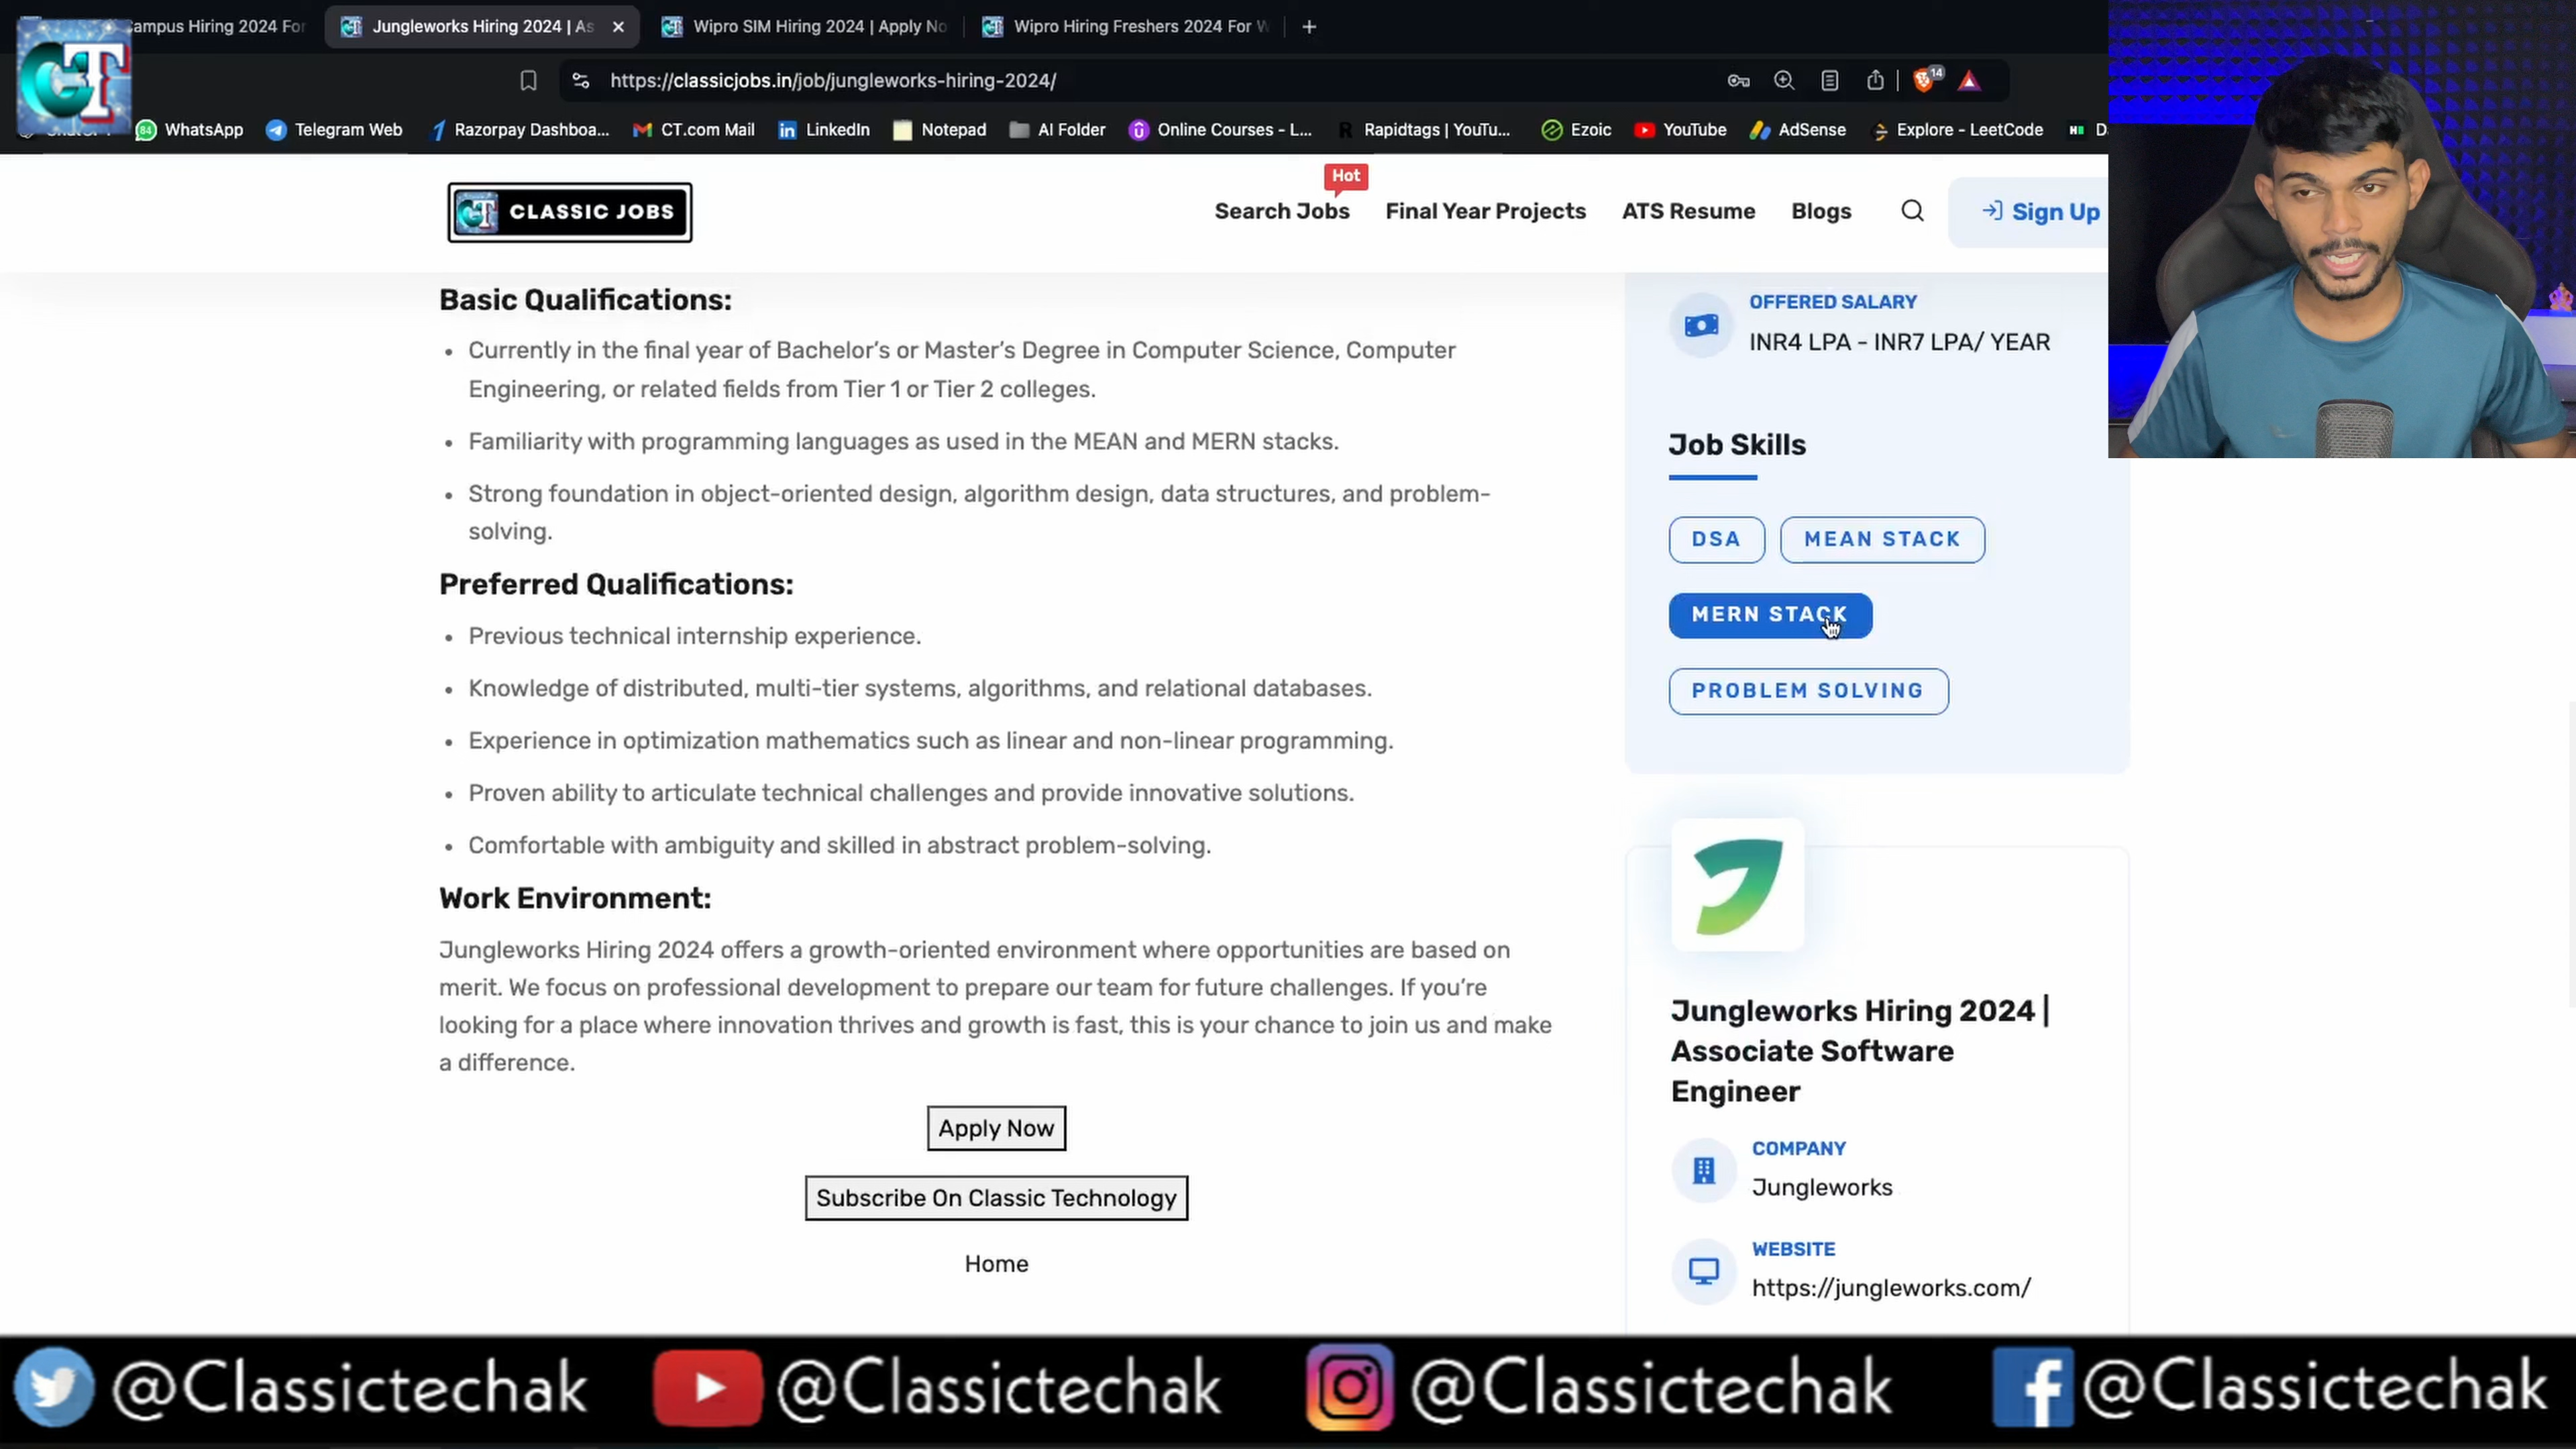 Campus Hiring 2024 For
Jungleworks Hiring 2024 | As
Wipro SIM Hiring 2024 | Apply No
Wipro Hiring Freshers 2024 For W
CT
https://classicjobs.in/job/jungleworks-hiring-2024/
14
84 WhatsApp
Telegram Web
Razorpay Dashboa...
CT.com Mail
LinkedIn
Notepad
AI Folder
Online Courses - L...
Rapidtags | YouTu...
Ezoic
YouTube
AdSense
Explore - LeetCode
CLASSIC JOBS
Hot
Search Jobs
Final Year Projects
ATS Resume
Blogs
Sign Up
Basic Qualifications:
• Currently in the final year of Bachelor's or Master's Degree in Computer Science, Computer
Engineering, or related fields from Tier 1 or Tier 2 colleges.
• Familiarity with programming languages as used in the MEAN and MERN stacks.
• Strong foundation in object-oriented design, algorithm design, data structures, and problem-
solving.
Preferred Qualifications:
• Previous technical internship experience.
• Knowledge of distributed, multi-tier systems, algorithms, and relational databases.
• Experience in optimization mathematics such as linear and non-linear programming.
• Proven ability to articulate technical challenges and provide innovative solutions.
• Comfortable with ambiguity and skilled in abstract problem-solving.
Work Environment:
Jungleworks Hiring 2024 offers a growth-oriented environment where opportunities are based on
merit. We focus on professional development to prepare our team for future challenges. If you're
looking for a place where innovation thrives and growth is fast, this is your chance to join us and make
a difference.
Apply Now
Subscribe On Classic Technology
Home
OFFERED SALARY
INR4 LPA - INR7 LPA/ YEAR
Job Skills
DSA
MEAN STACK
MERN STACK
PROBLEM SOLVING
Jungleworks Hiring 2024 |
Associate Software
Engineer
COMPANY
Jungleworks
WEBSITE
https://jungleworks.com/
@Classictechak
@Classictechak
@Classictechak
@Classictechak